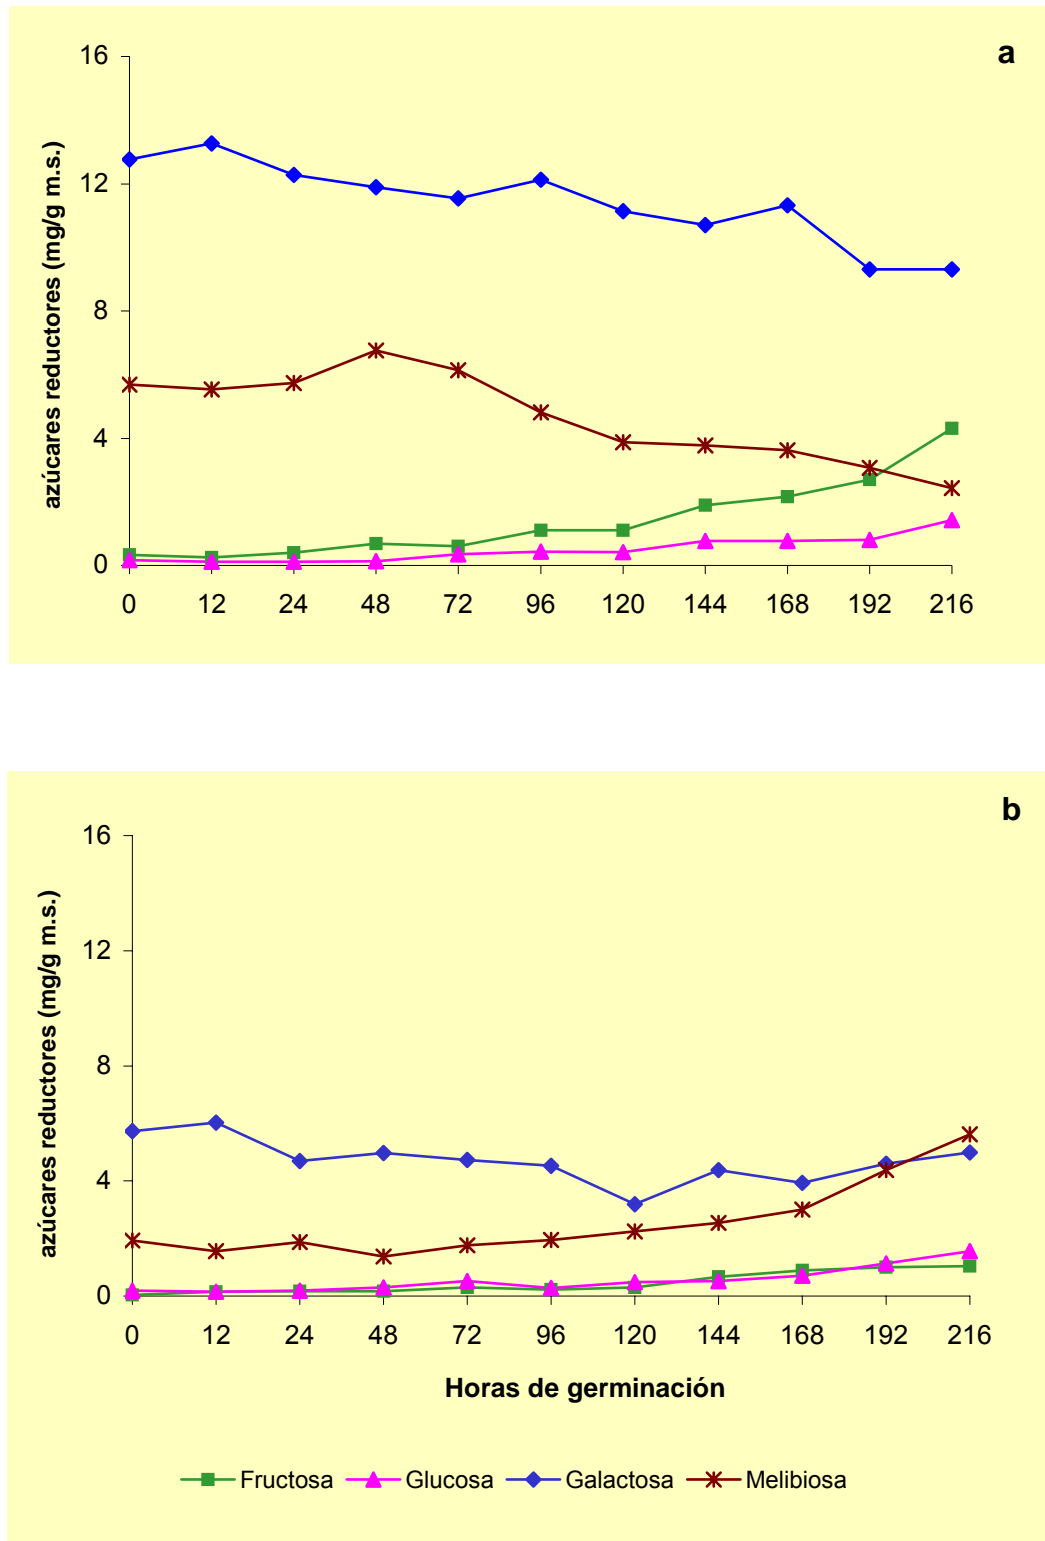 a
azúcares reductores (mg/g m.s.)
16
12
8
4
0
0 12 24 48 72 96 120 144 168 192 216
b
azúcares reductores (mg/g m.s.)
16
12
8
4
0
0 12 24 48 72 96 120 144 168 192 216
Horas de germinación
Fructosa Glucosa Galactosa Melibiosa